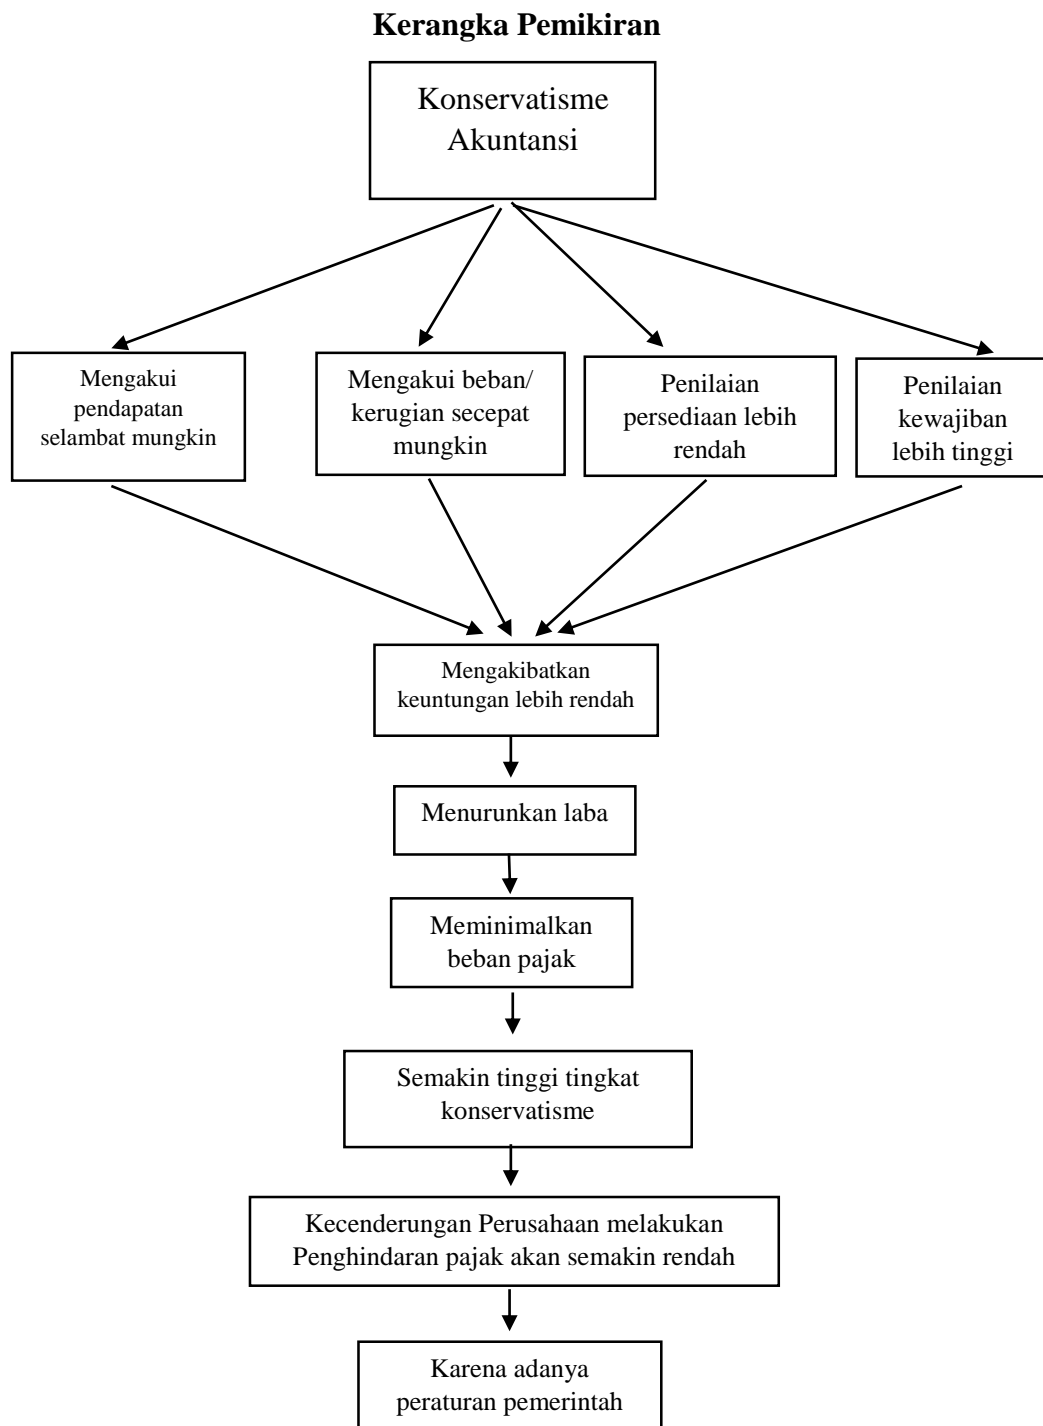 Kerangka Pemikiran
Konservatisme
Akuntansi
Mengakui
pendapatan
selambat mungkin
Mengakui beban/
kerugian secepat
mungkin
Penilaian
persediaan lebih
rendah
Penilaian
kewajiban
lebih tinggi
Mengakibatkan
keuntungan lebih rendah
Menurunkan laba
Meminimalkan
beban pajak
Semakin tinggi tingkat
konservatisme
Kecenderungan Perusahaan melakukan
Penghindaran pajak akan semakin rendah
Karena adanya
peraturan pemerintah